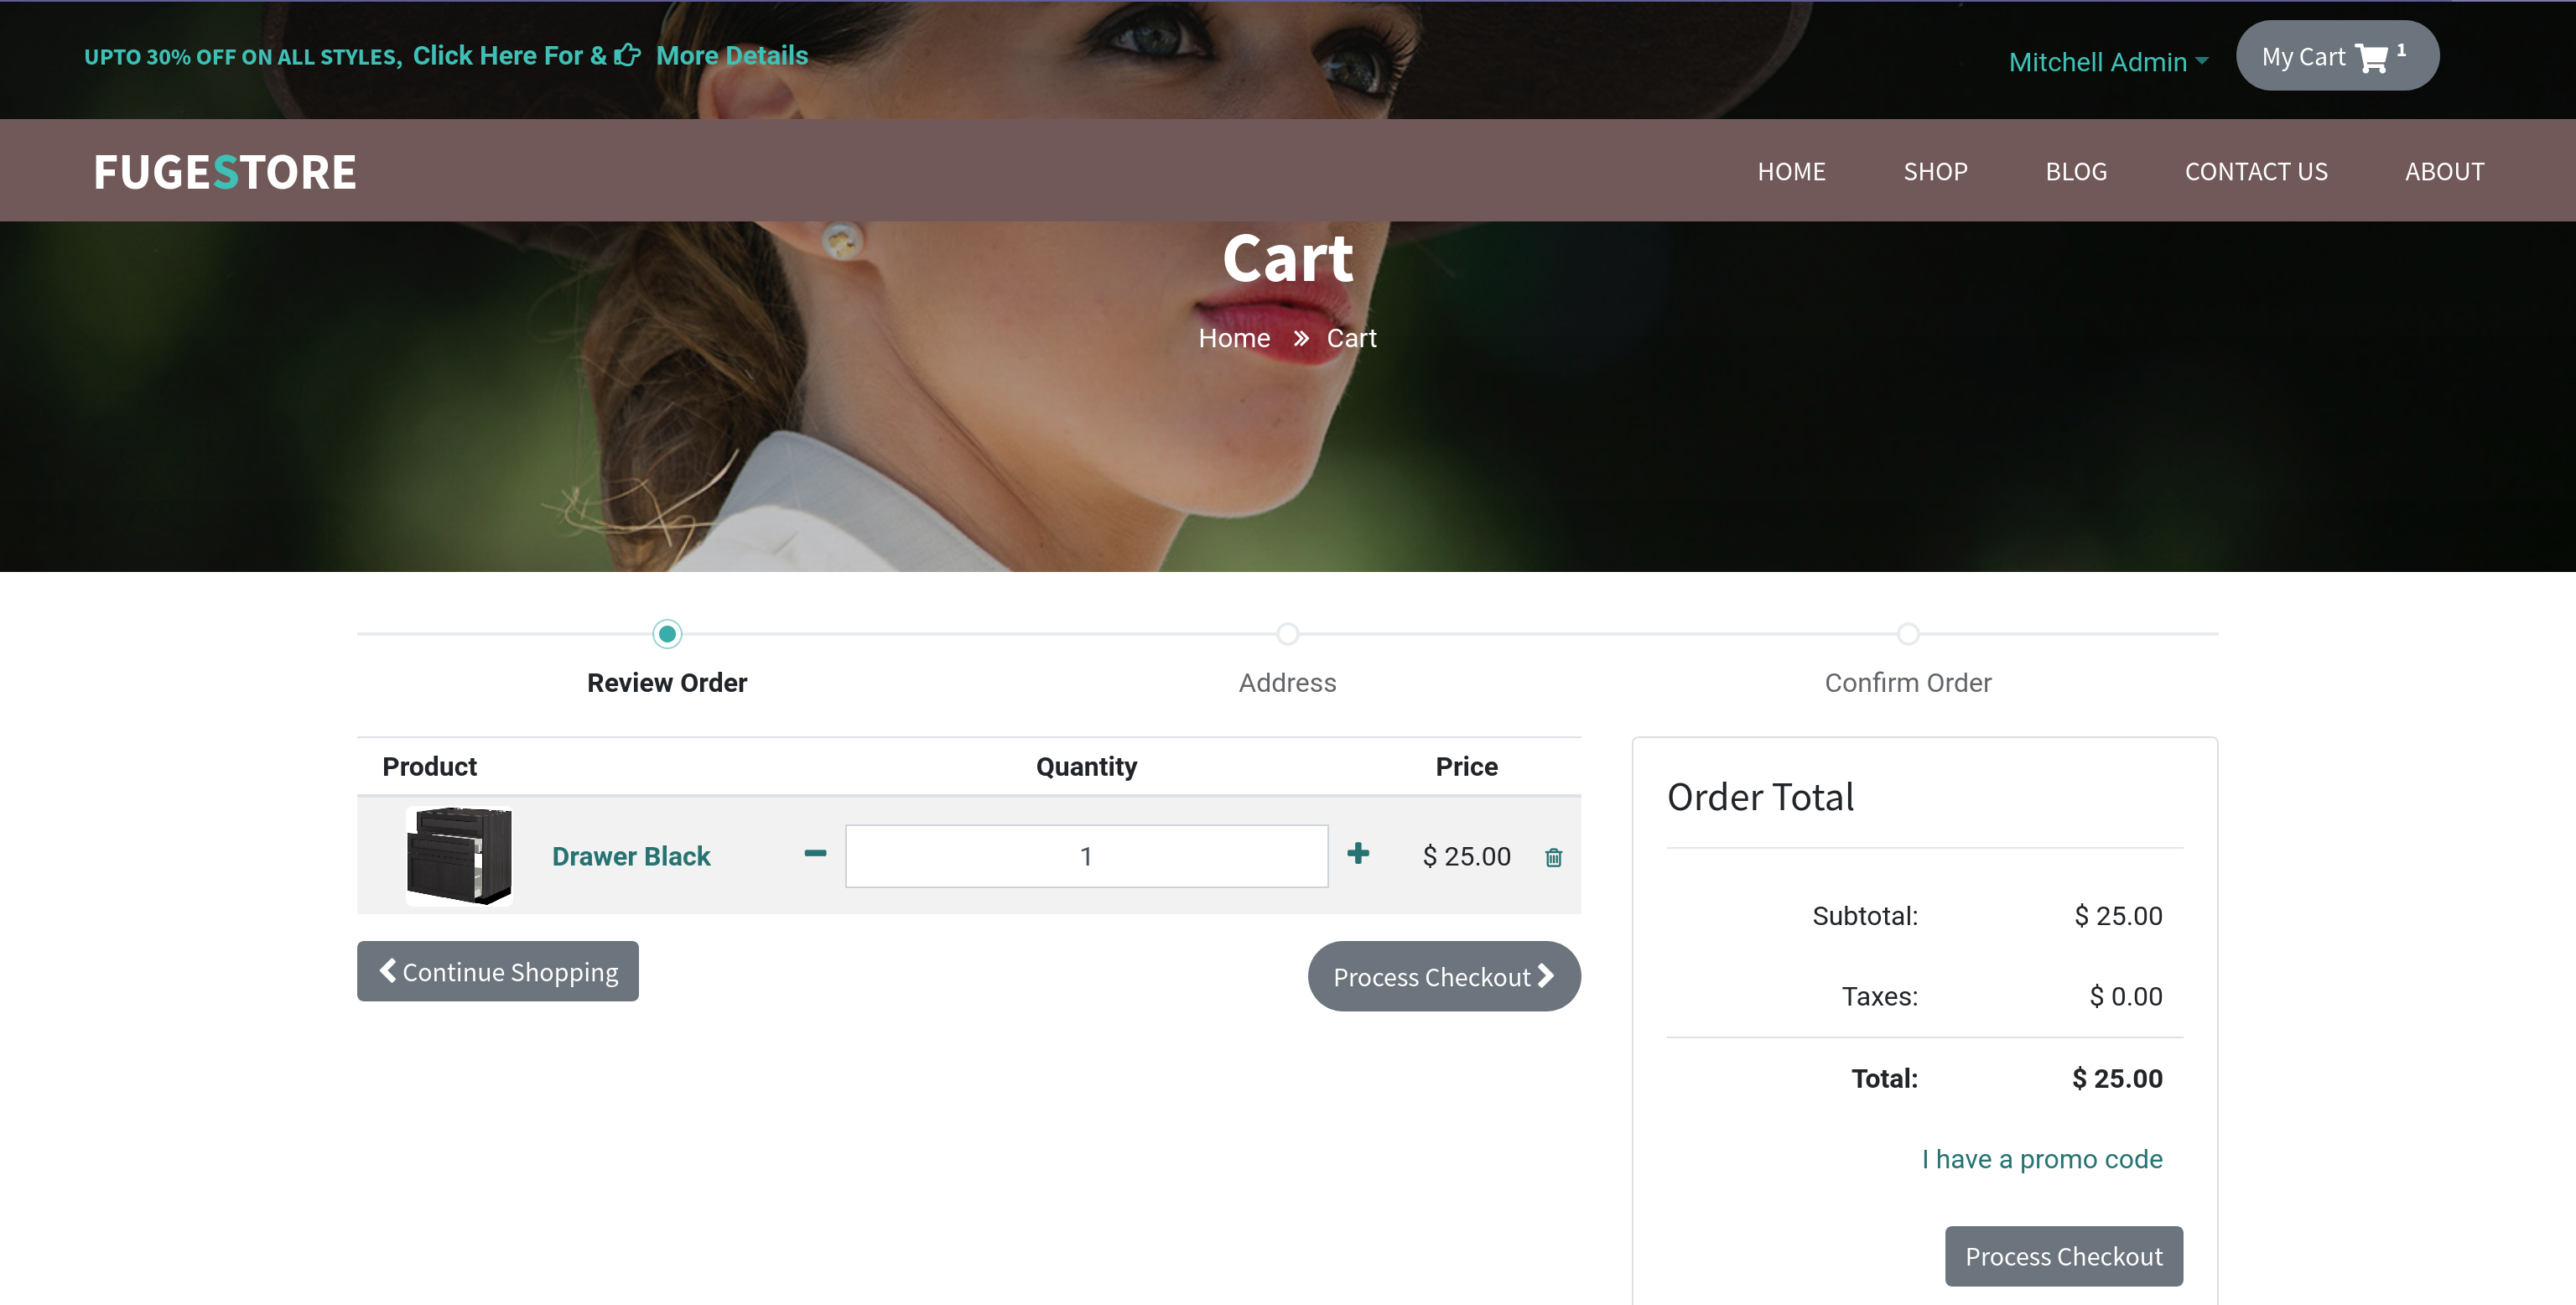 UPTO 30% OFF ON ALL STYLES, Click Here For & More Details
Mitchell Admin
My Cart 1
FUGESTORE
HOME SHOP BLOG CONTACT US ABOUT
Cart
Home » Cart
Review Order Address Confirm Order
Product Quantity Price
Drawer Black 1 $ 25.00
Continue Shopping
Process Checkout
Order Total
Subtotal: $ 25.00
Taxes: $ 0.00
Total: $ 25.00
I have a promo code
Process Checkout